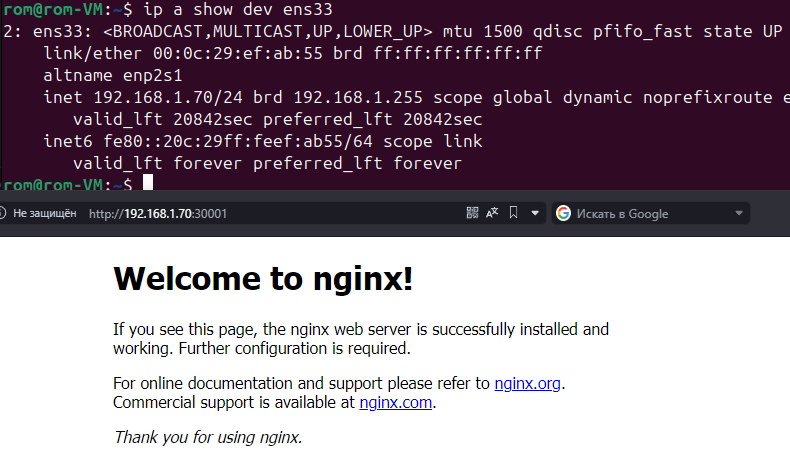 rom@rom-VM:~$ ip a show dev ens33
2: ens33: <BROADCAST,MULTICAST,UP,LOWER_UP> mtu 1500 qdisc pfifo_fast state UP
link/ether 00:0c:29:ef:ab:55 brd ff:ff:ff:ff:ff:ff
altname enp2s1
inet 192.168.1.70/24 brd 192.168.1.255 scope global dynamic noprefixroute e
valid_lft 20842sec preferred_lft 20842sec
inet6 fe80::20c:29ff:feef:ab55/64 scope link
valid_lft forever preferred_lft forever
rom@rom-VM:~$
Не защищён http://192.168.1.70:30001 Искать в Google
Welcome to nginx!
If you see this page, the nginx web server is successfully installed and
working. Further configuration is required.
For online documentation and support please refer to nginx.org.
Commercial support is available at nginx.com.
Thank you for using nginx.